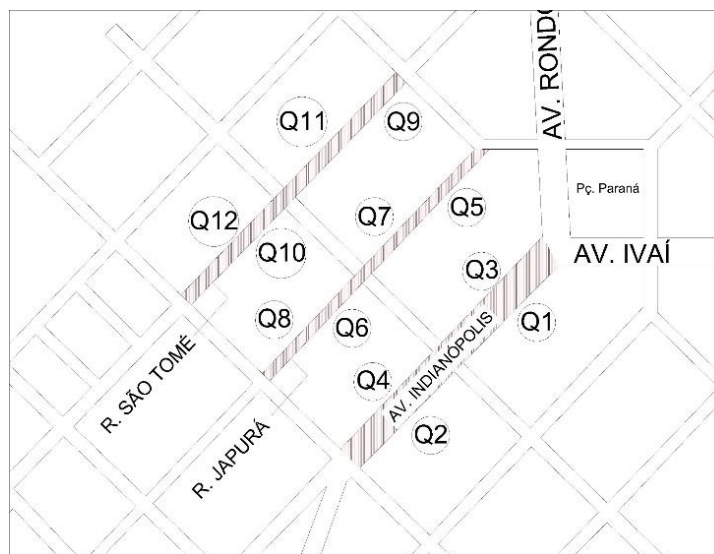 AV. RONDO
Q11
Q9
Pç. Paraná
Q5
Q7
Q12
AV. IVAÍ
Q10
Q3
Q8
Q1
Q6
R. SÃO TOMÉ
AV. INDIANÓPOLIS
Q4
Q2
R. JAPURÁ